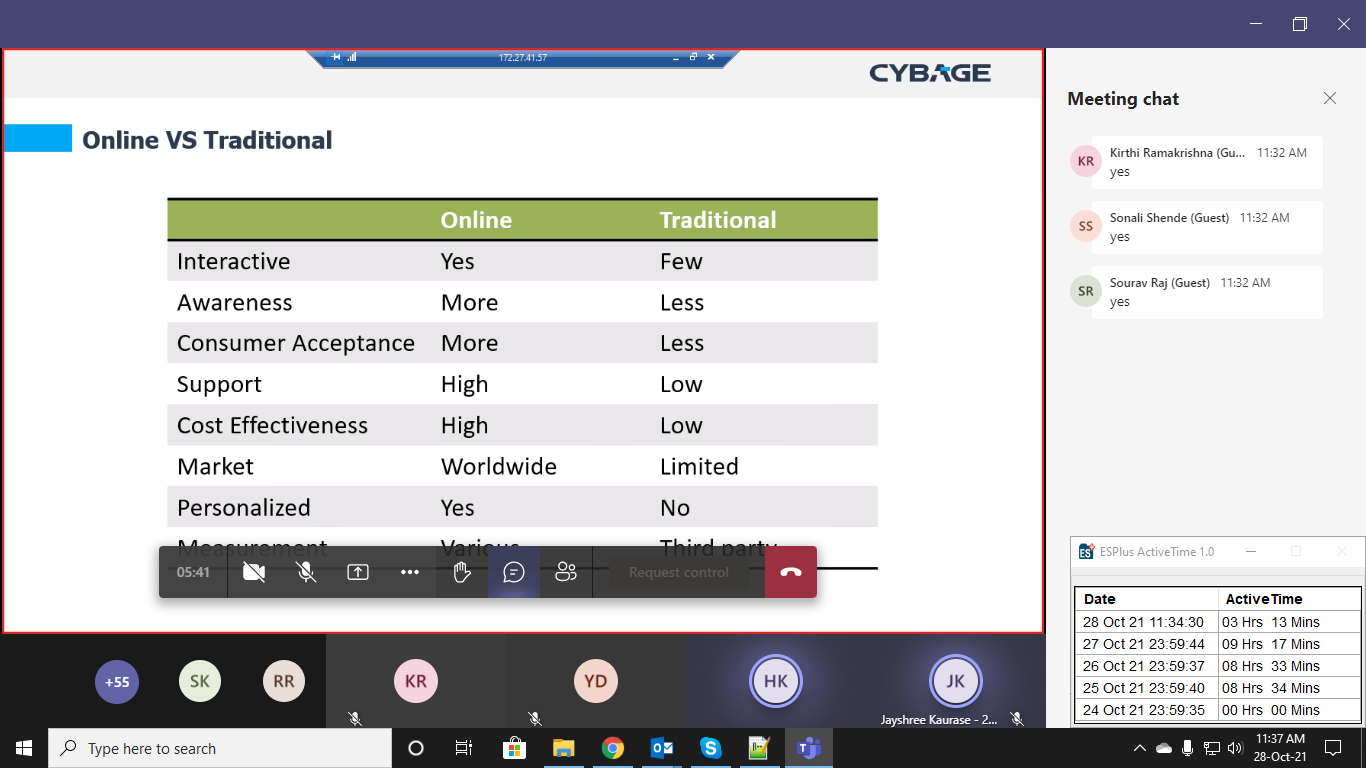 172.27.41.57
CYBAGE
Online VS Traditional
Online Traditional
Interactive Yes Few
Awareness More Less
Consumer Acceptance More Less
Support High Low
Cost Effectiveness High Low
Market Worldwide Limited
Personalized Yes No
Measurement Various Third party
05:41
Request control
+55
SK
RR
KR
YD
HK
JK
Jayshree Kaurase - 2...
Meeting chat
KR
Kirthi Ramakrishna (Gu... 11:32 AM
yes
SS
Sonali Shende (Guest) 11:32 AM
yes
SR
Sourav Raj (Guest) 11:32 AM
yes
ES
ESPlus ActiveTime 1.0
Date ActiveTime
28 Oct 21 11:34:30 03 Hrs 13 Mins
27 Oct 21 23:59:44 09 Hrs 17 Mins
26 Oct 21 23:59:37 08 Hrs 33 Mins
25 Oct 21 23:59:40 08 Hrs 34 Mins
24 Oct 21 23:59:35 00 Hrs 00 Mins
Type here to search
11:37 AM
28-Oct-21